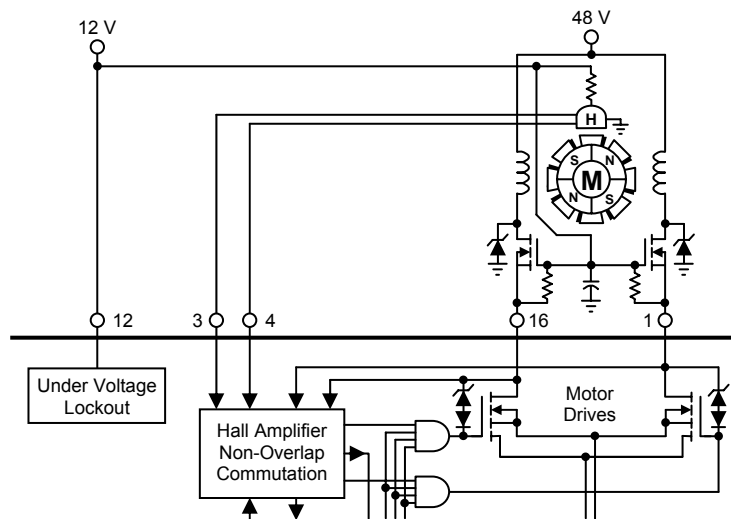 12 V
48 V
H
S
N
M
N
S
12
3
4
16
1
Under Voltage
Lockout
Hall Amplifier
Non-Overlap
Commutation
Motor
Drives